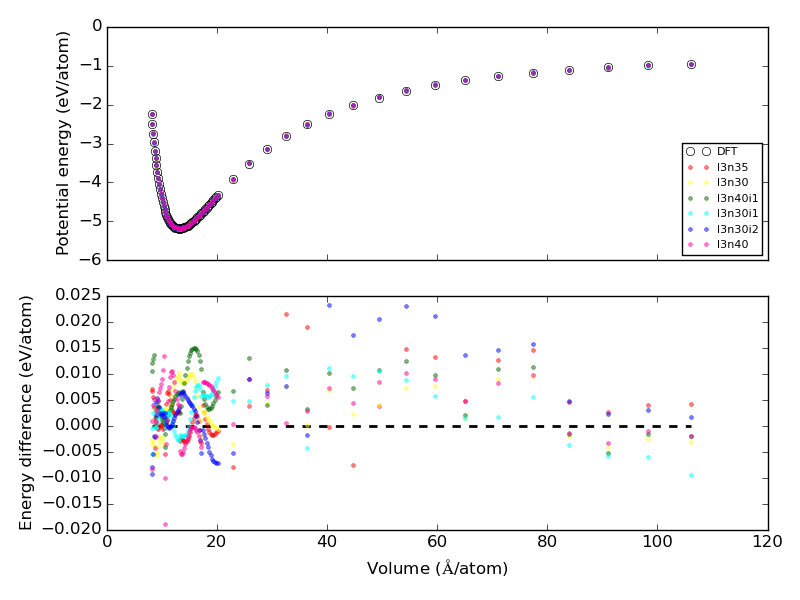 0
−1
−2
−3
−4
−5
−6
Potential energy (eV/atom)
DFT
l3n35
l3n30
l3n40i1
l3n30i1
l3n30i2
l3n40
0.025
0.020
0.015
0.010
0.005
0.000
−0.005
−0.010
−0.015
−0.020
Energy difference (eV/atom)
0 20 40 60 80 100 120
Volume (Å/atom)